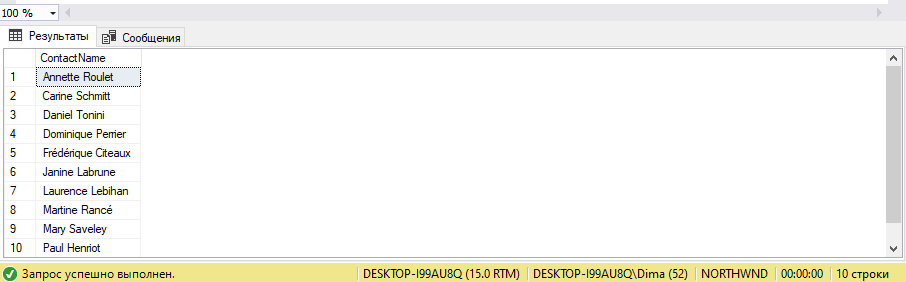 100 %
Результаты Сообщения
ContactName
1 Annette Roulet
2 Carine Schmitt
3 Daniel Tonini
4 Dominique Perrier
5 Frédérique Citeaux
6 Janine Labrune
7 Laurence Lebihan
8 Martine Rancé
9 Mary Saveley
10 Paul Henriot
Запрос успешно выполнен. DESKTOP-I99AU8Q (15.0 RTM) DESKTOP-I99AU8Q\Dima (52) NORTHWND 00:00:00 10 строки